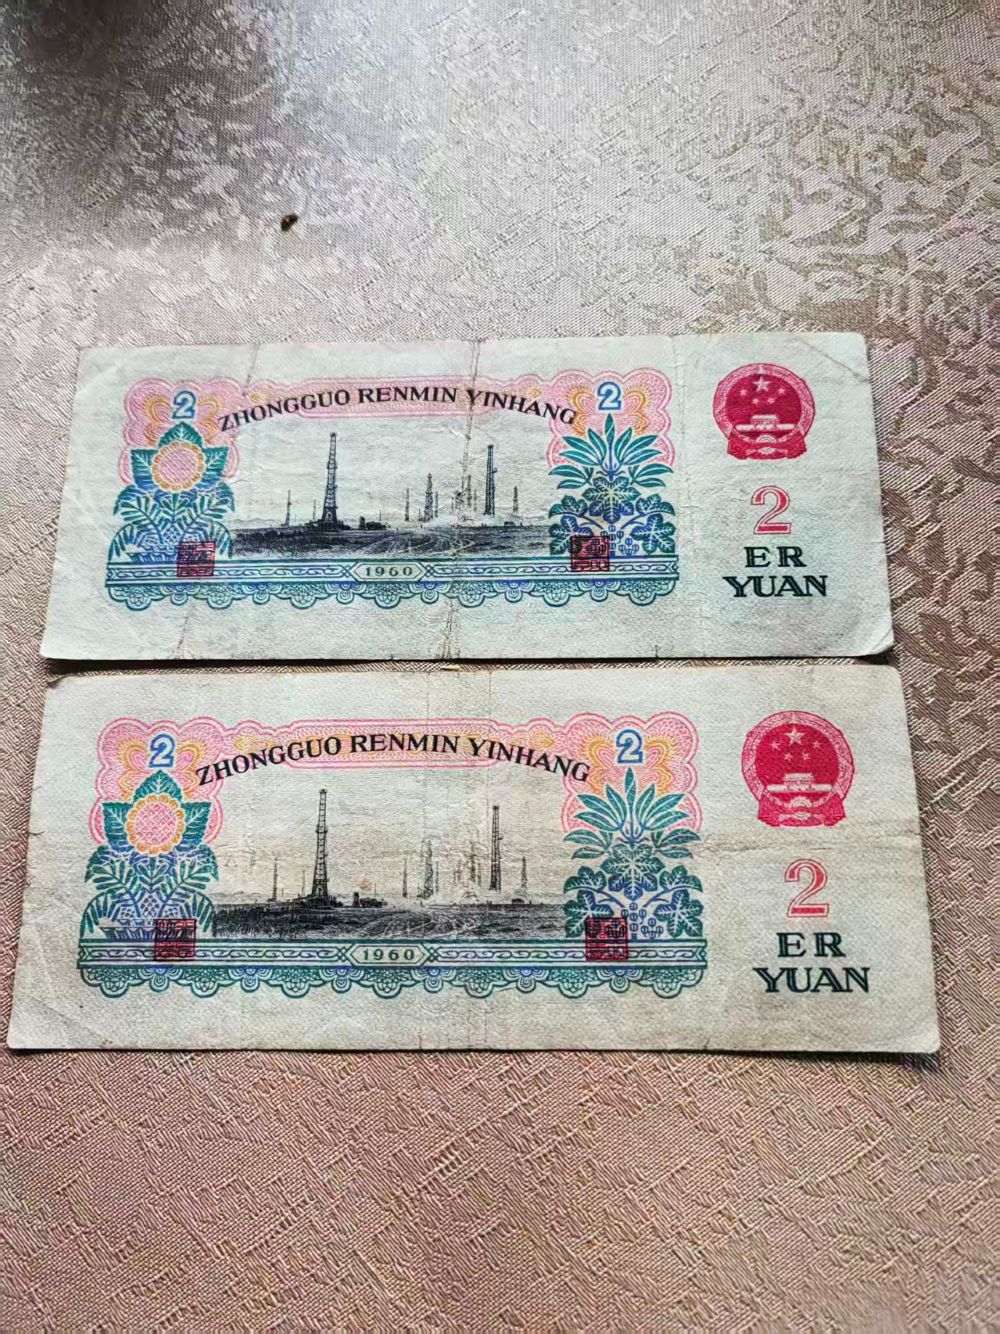 2 2
ZHONGGUO RENMIN YINHANG
1960
2
ER
YUAN
2 2
ZHONGGUO RENMIN YINHANG
1960
2
ER
YUAN